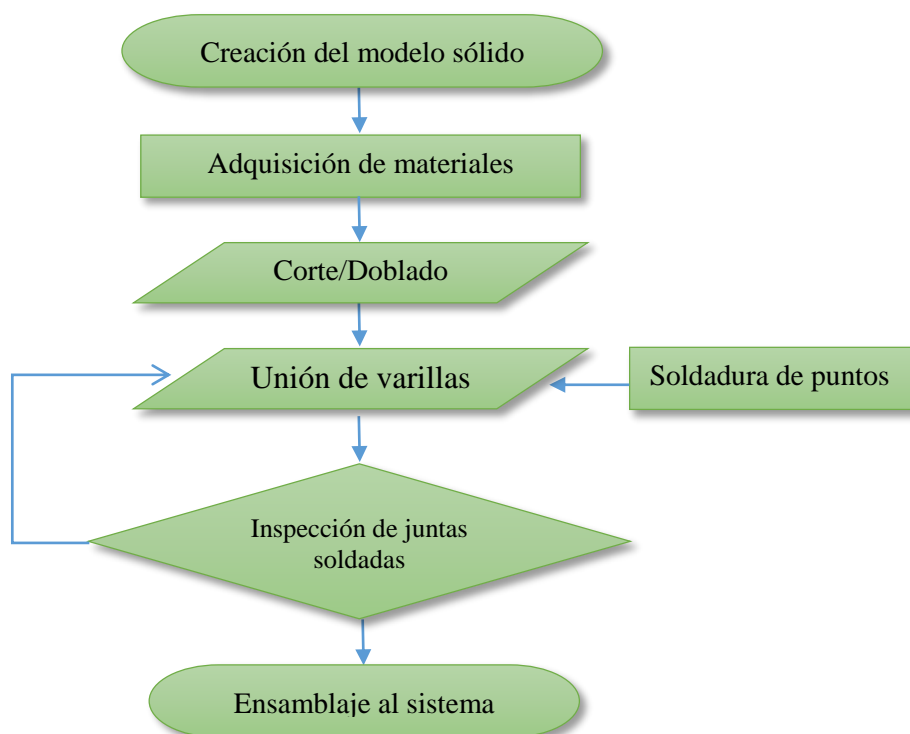 Creación del modelo sólido
Adquisición de materiales
Corte/Doblado
Unión de varillas
Soldadura de puntos
Inspección de juntas
soldadas
Ensamblaje al sistema